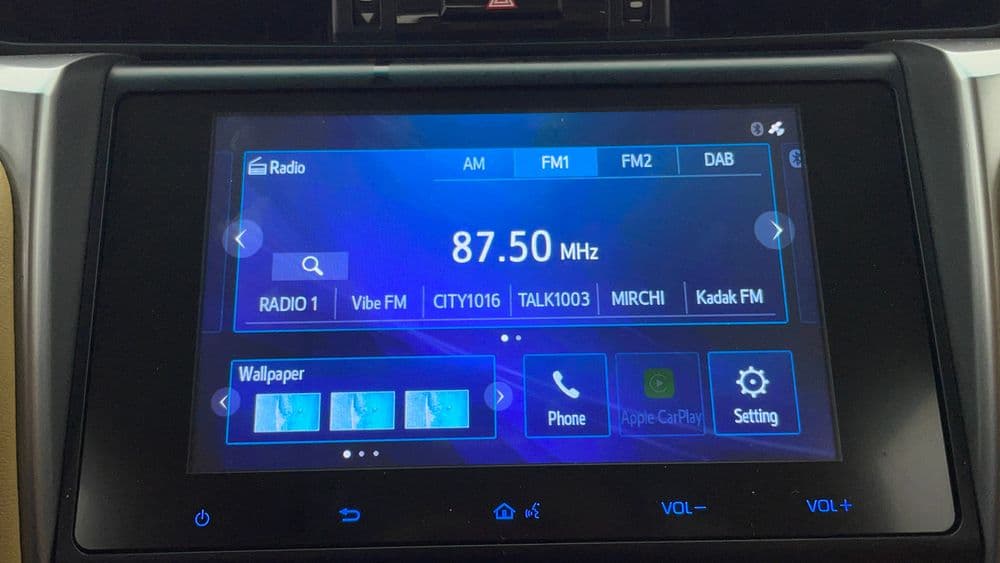 Radio AM FM1 FM2 DAB
87.50 MHz
RADIO 1 Vibe FM CITY1016 TALK1003 MIRCHI Kadak FM
Wallpaper
Phone Apple CarPlay Setting
VOL- VOL+